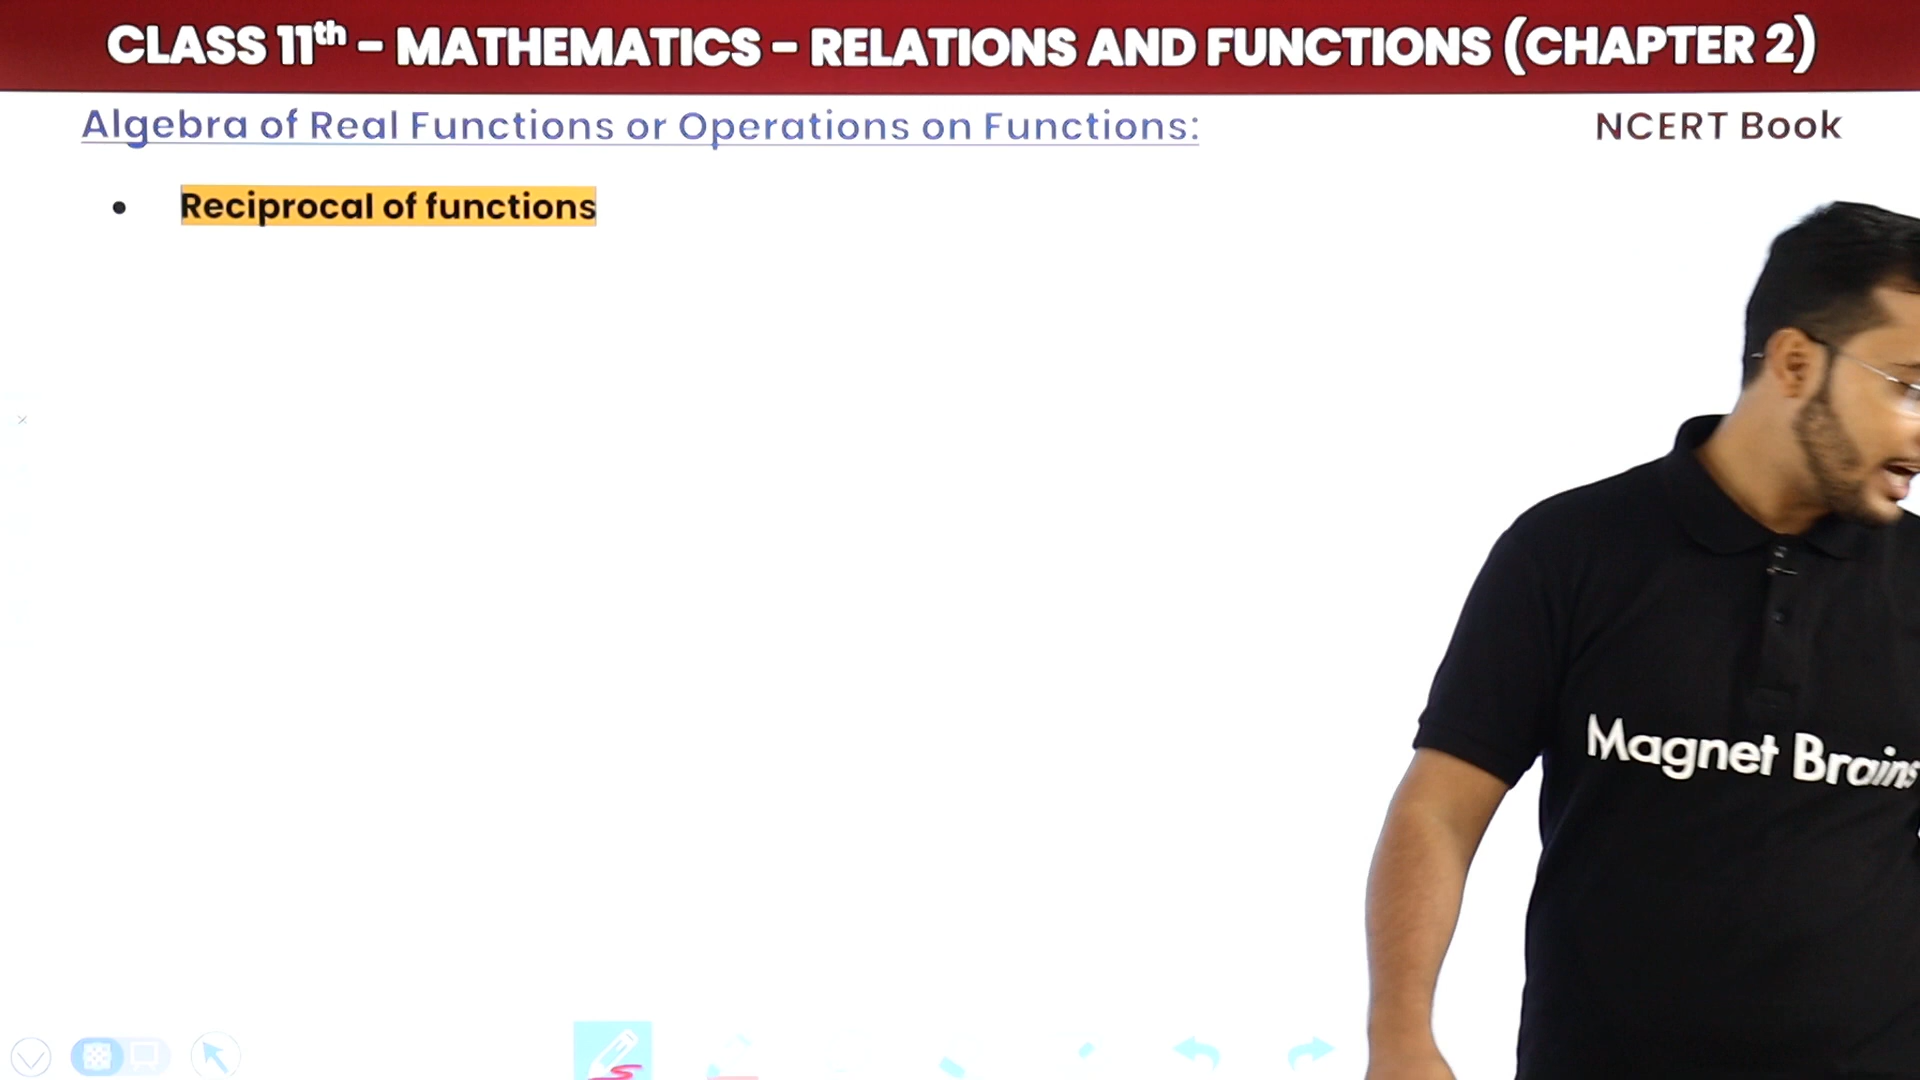 CLASS 11th – MATHEMATICS – RELATIONS AND FUNCTIONS (CHAPTER 2)
Algebra of Real Functions or Operations on Functions:
NCERT Book
• Reciprocal of functions
Magnet Brains